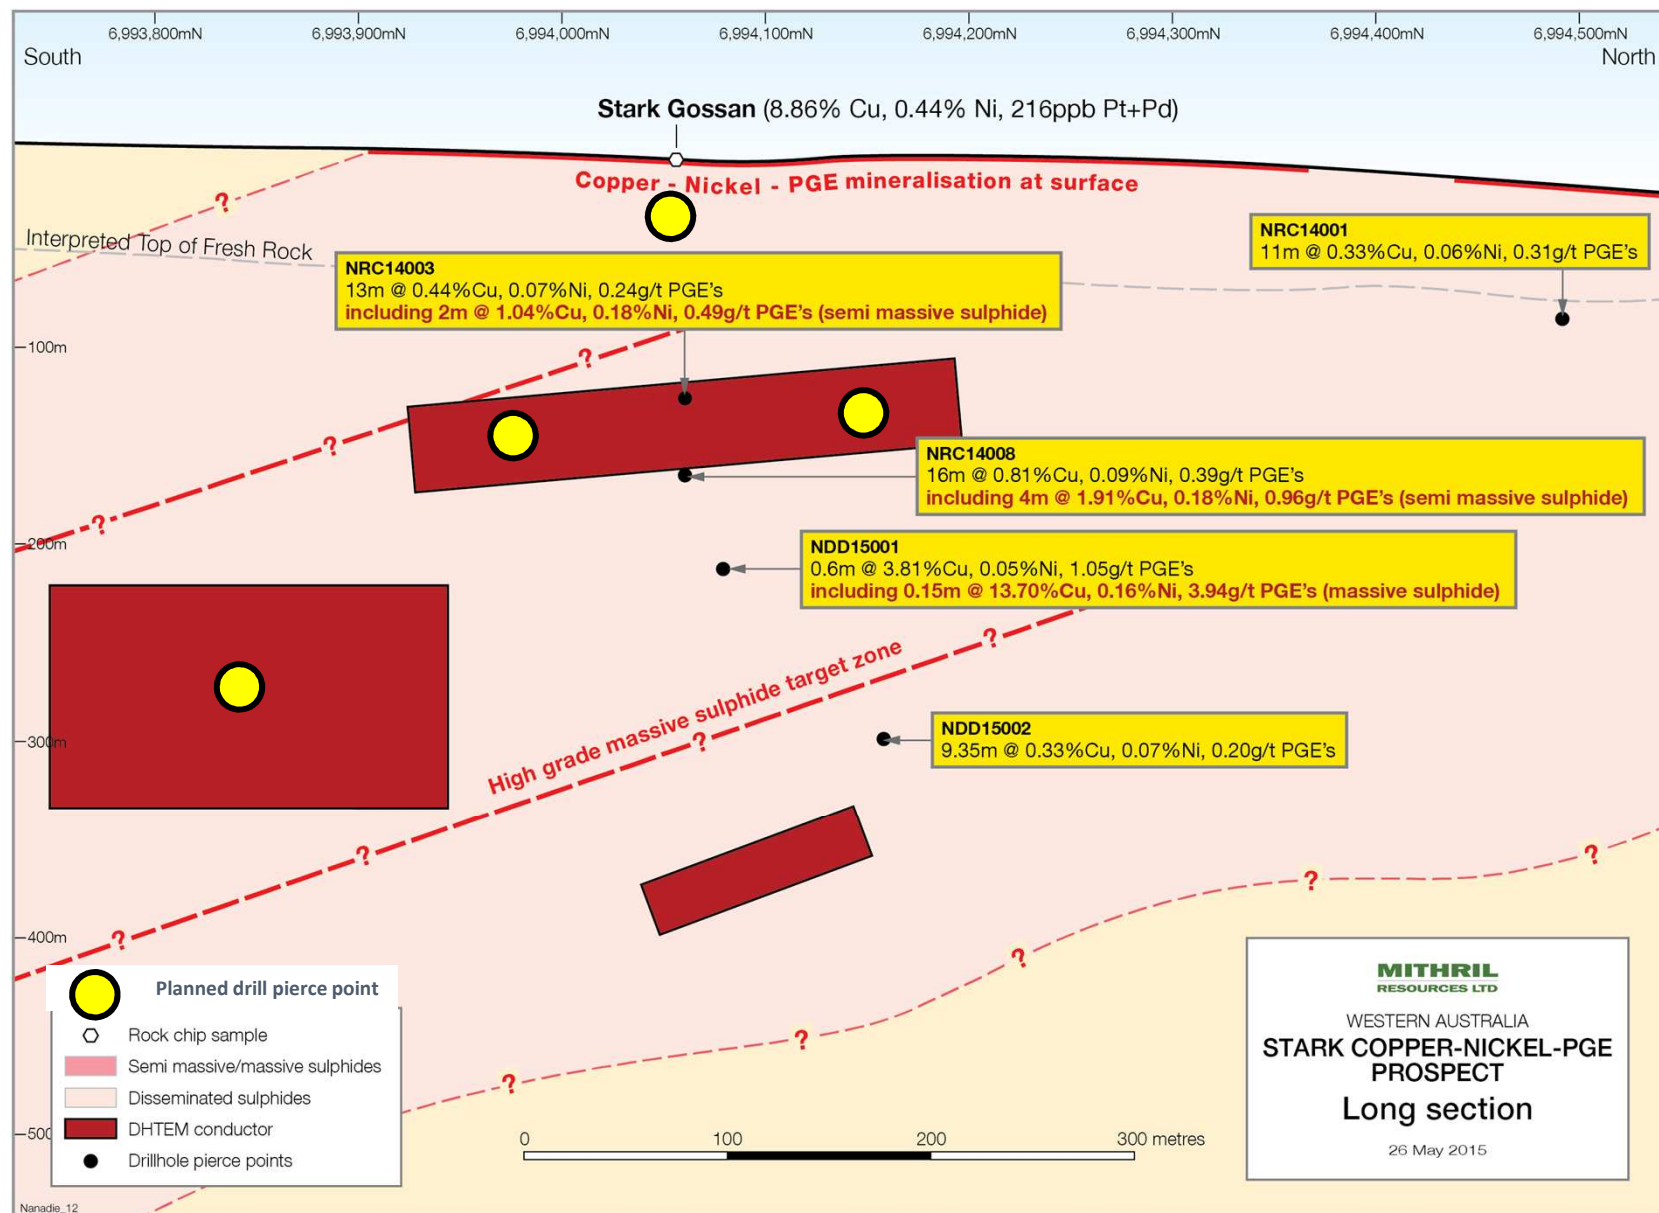 6,993,800mN 6,993,900mN 6,994,000mN 6,994,100mN 6,994,200mN 6,994,300mN 6,994,400mN 6,994,500mN
South
North
Stark Gossan (8.86% Cu, 0.44% Ni, 216ppb Pt+Pd)
Copper - Nickel - PGE mineralisation at surface
?
Interpreted Top of Fresh Rock
NRC14001
11m @ 0.33%Cu, 0.06%Ni, 0.31g/t PGE's
NRC14003
13m @ 0.44%Cu, 0.07%Ni, 0.24g/t PGE's
including 2m @ 1.04%Cu, 0.18%Ni, 0.49g/t PGE's (semi massive sulphide)
100m
?
?
NRC14008
16m @ 0.81%Cu, 0.09%Ni, 0.39g/t PGE's
including 4m @ 1.91%Cu, 0.18%Ni, 0.96g/t PGE's (semi massive sulphide)
?
200m
NDD15001
0.6m @ 3.81%Cu, 0.05%Ni, 1.05g/t PGE's
including 0.15m @ 13.70%Cu, 0.16%Ni, 3.94g/t PGE's (massive sulphide)
?
High grade massive sulphide target zone
?
300m
NDD15002
9.35m @ 0.33%Cu, 0.07%Ni, 0.20g/t PGE's
?
?
?
?
400m
?
?
?
Planned drill pierce point
Rock chip sample
Semi massive/massive sulphides
Disseminated sulphides
DHTEM conductor
Drillhole pierce points
500
0 100 200 300 metres
MITHRIL
RESOURCES LTD
WESTERN AUSTRALIA
STARK COPPER-NICKEL-PGE
PROSPECT
Long section
26 May 2015
Nanadie_12